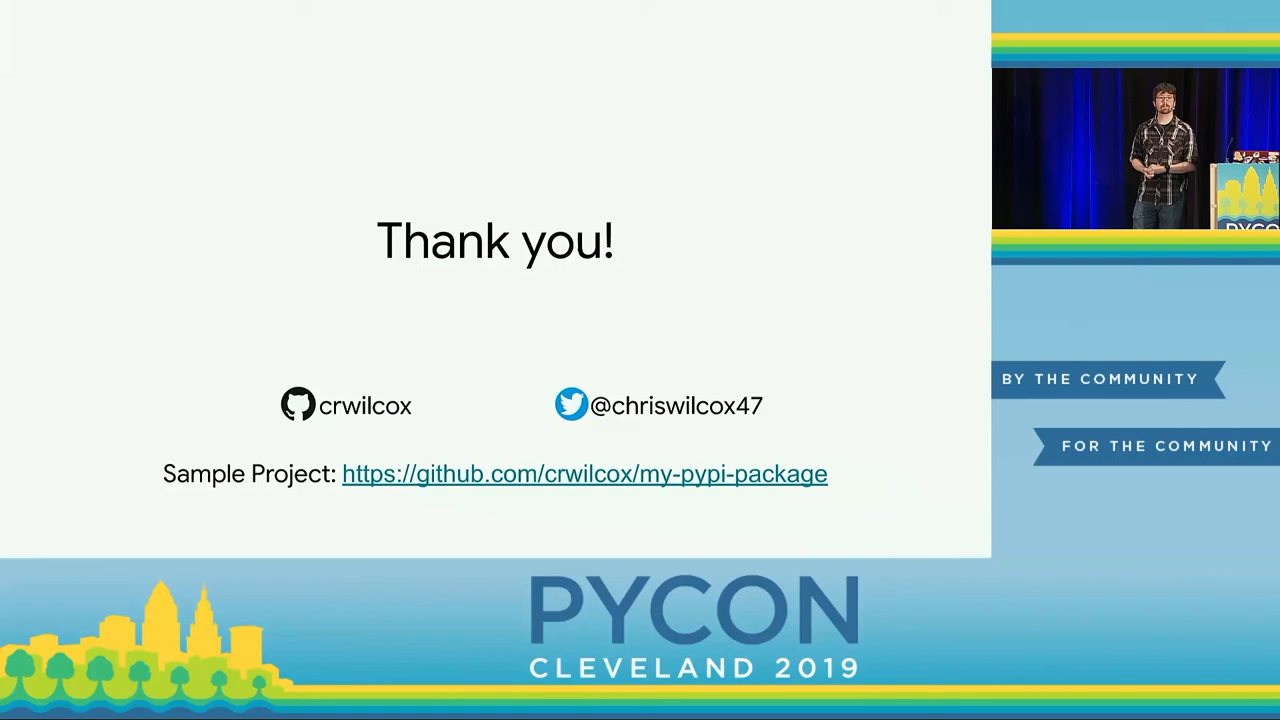 Thank you!
crwilcox
@chriswilcox47
Sample Project: https://github.com/crwilcox/my-pypi-package
BY THE COMMUNITY
FOR THE COMMUNITY
PYCON
CLEVELAND 2019